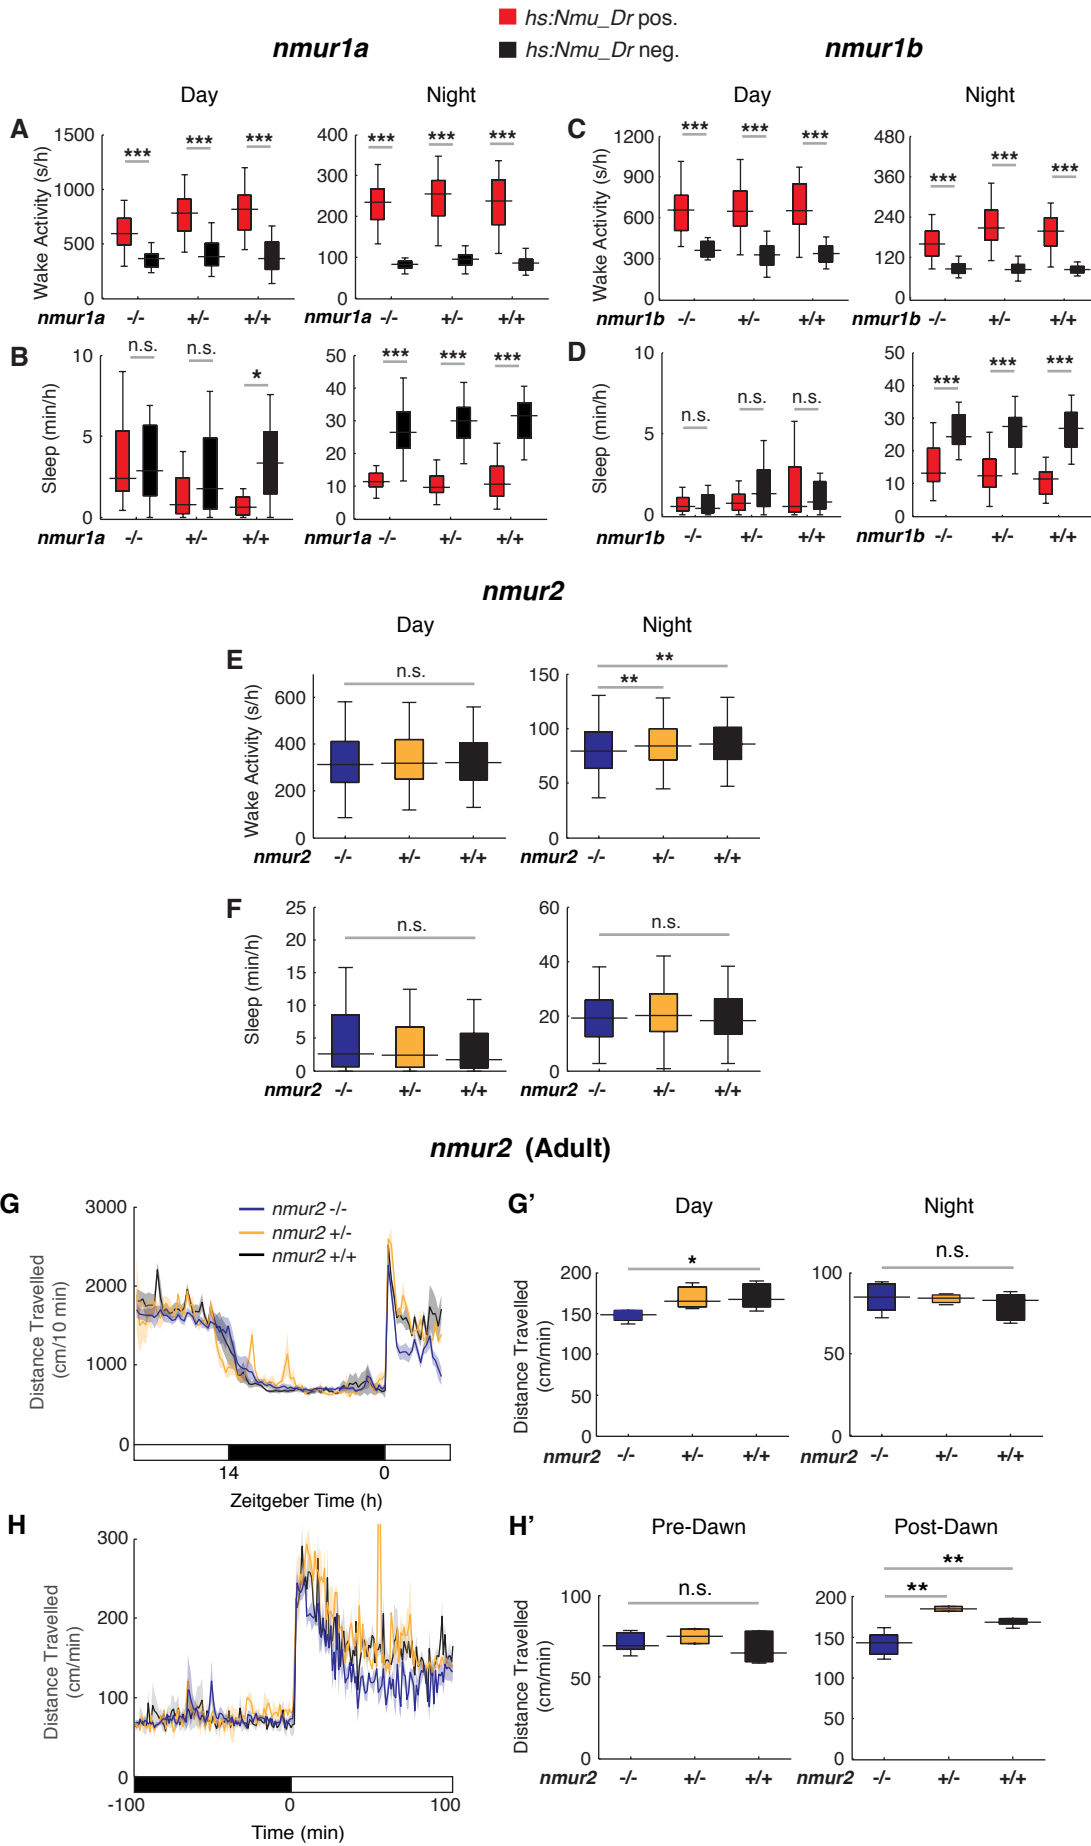 hs:Nmu_Dr pos.
hs:Nmu_Dr neg.
nmur1a
nmur1b
Day
Night
Day
Night
A
Wake Activity (s/h)
1500
1000
500
0
***
***
***
nmur1a -/- +/- +/+
400
300
200
100
0
***
***
***
nmur1a -/- +/- +/+
C
Wake Activity (s/h)
1200
900
600
300
0
***
***
***
nmur1b -/- +/- +/+
480
360
240
120
0
***
***
***
nmur1b -/- +/- +/+
B
Sleep (min/h)
10
5
0
n.s.
n.s.
*
nmur1a -/- +/- +/+
50
40
30
20
10
0
***
***
***
nmur1a -/- +/- +/+
D
Sleep (min/h)
10
5
0
n.s.
n.s.
n.s.
nmur1b -/- +/- +/+
50
40
30
20
10
0
***
***
***
nmur1b -/- +/- +/+
nmur2
Day
Night
E
Wake Activity (s/h)
600
400
200
0
n.s.
nmur2 -/- +/- +/+
150
100
50
0
**
**
-/- +/- +/+
F
Sleep (min/h)
25
20
15
10
5
0
n.s.
nmur2 -/- +/- +/+
60
40
20
0
n.s.
nmur2 -/- +/- +/+
nmur2 (Adult)
G
Distance Travelled
(cm/10 min)
3000
2000
1000
0
nmur2 -/-
nmur2 +/-
nmur2 +/+
14
0
Zeitgeber Time (h)
G'
Day
Night
Distance Travelled
(cm/min)
200
150
100
50
0
*
nmur2 -/- +/- +/+
100
50
0
n.s.
nmur2 -/- +/- +/+
H
Distance Travelled
(cm/min)
300
200
100
0
-100
0
100
Time (min)
H'
Pre-Dawn
Post-Dawn
Distance Travelled
(cm/min)
100
50
0
n.s.
nmur2 -/- +/- +/+
200
150
100
50
0
**
**
nmur2 -/- +/- +/+